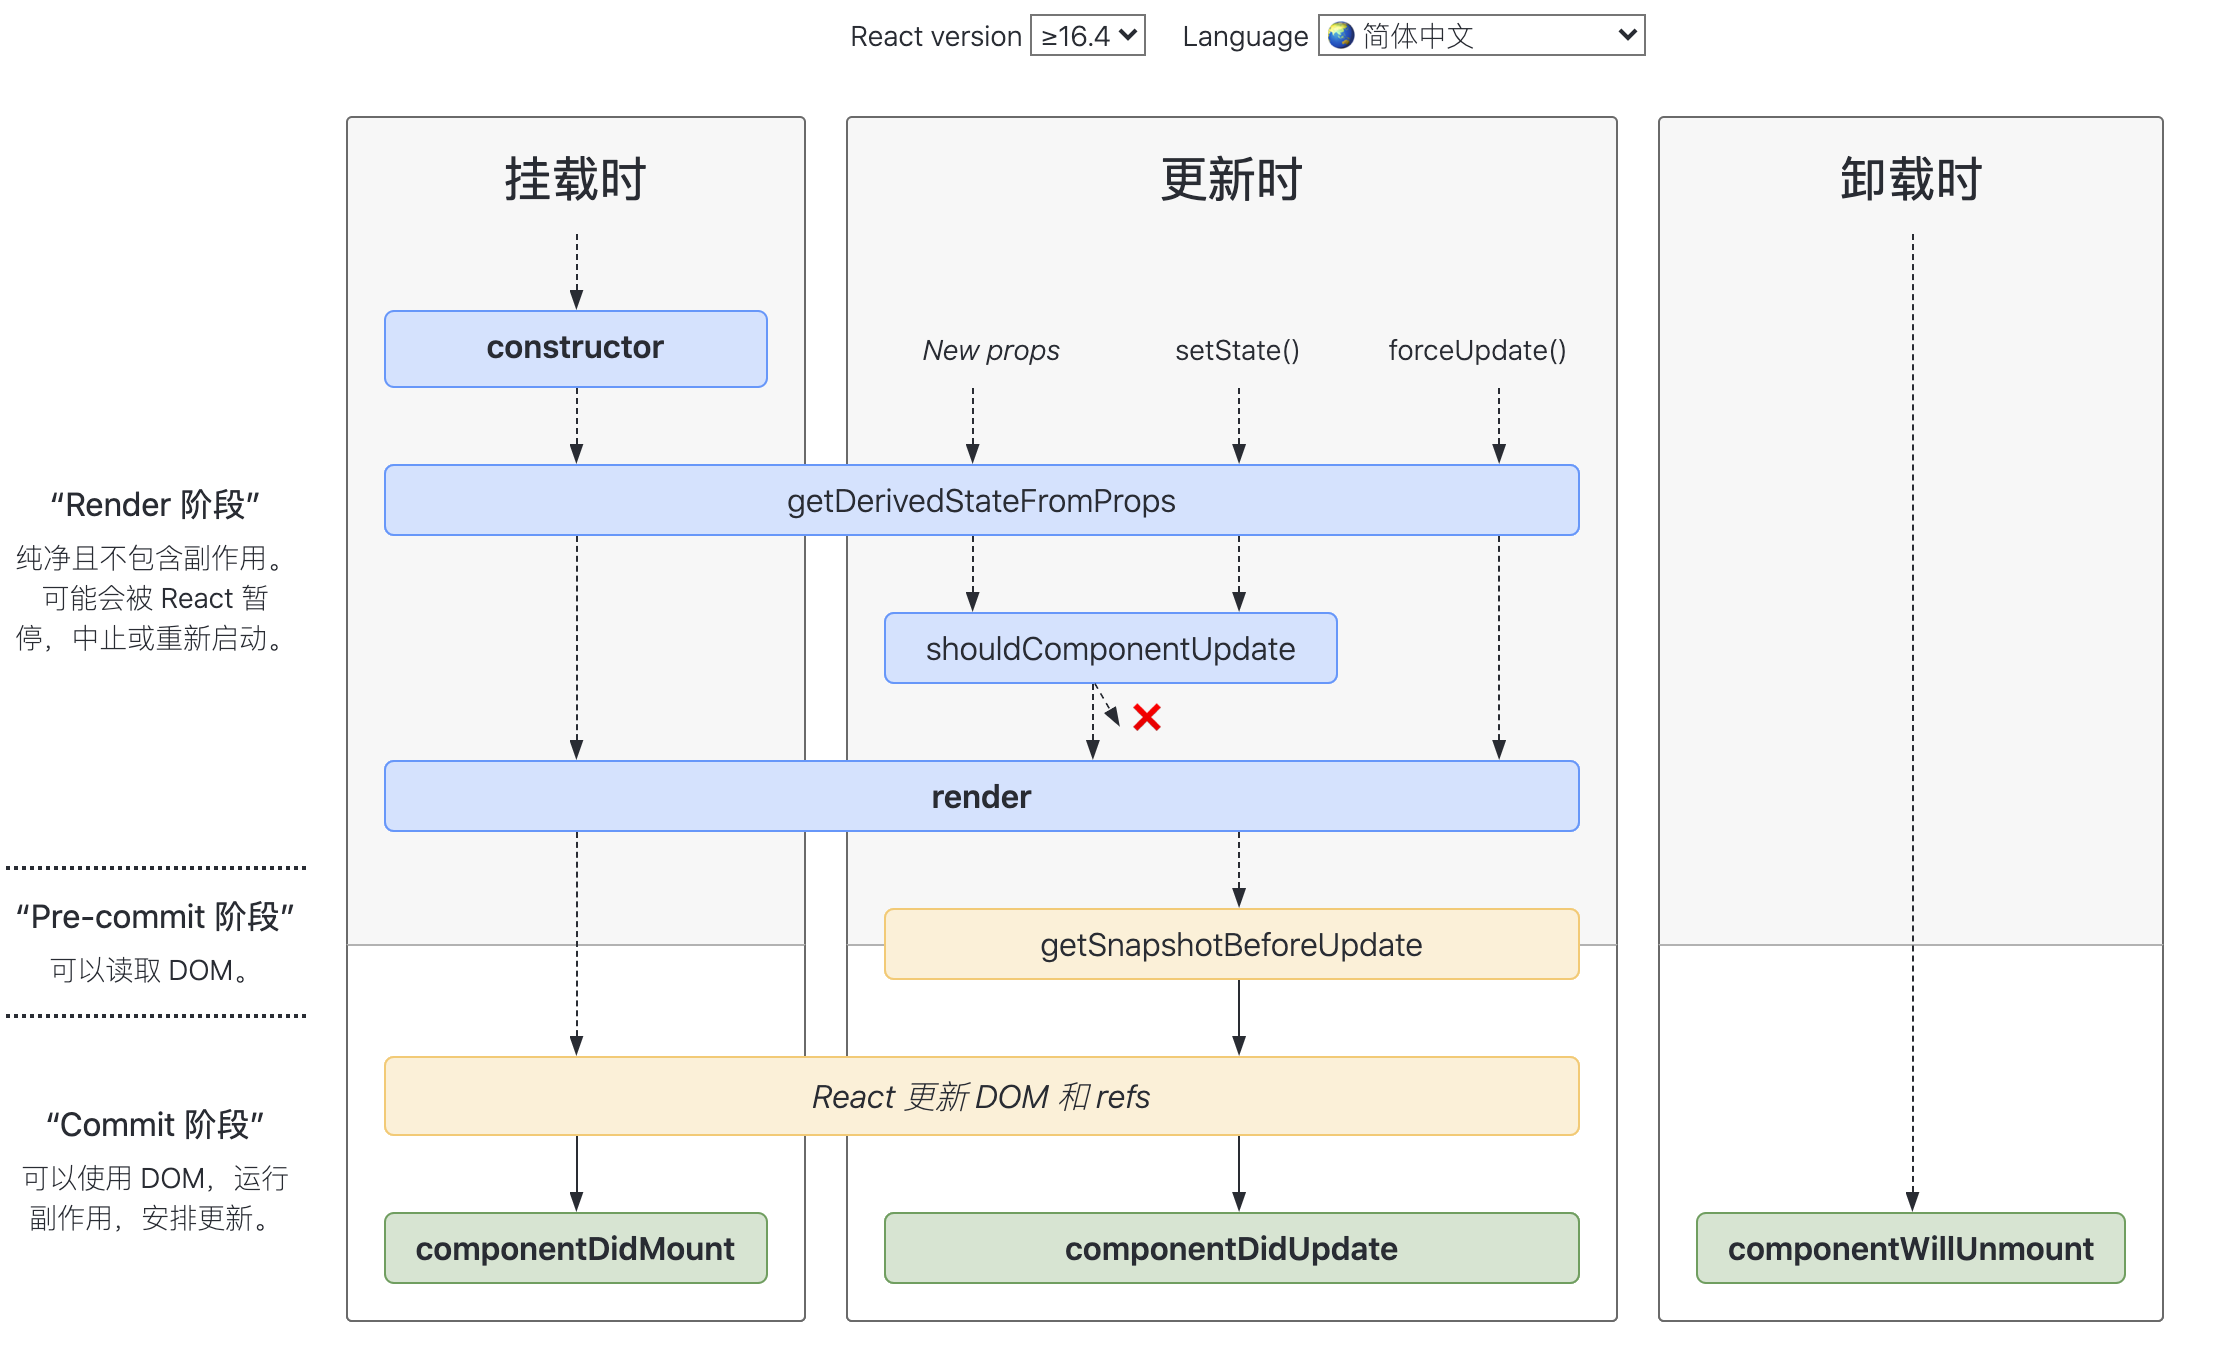 React version ≥16.4 Language 简体中文
挂载时
更新时
卸载时
constructor
New props
setState()
forceUpdate()
getDerivedStateFromProps
shouldComponentUpdate
render
getSnapshotBeforeUpdate
React 更新 DOM 和 refs
componentDidMount
componentDidUpdate
componentWillUnmount
“Render 阶段”
纯净且不包含副作用。
可能会被 React 暂
停，中止或重新启动。
“Pre-commit 阶段”
可以读取 DOM。
“Commit 阶段”
可以使用 DOM，运行
副作用，安排更新。